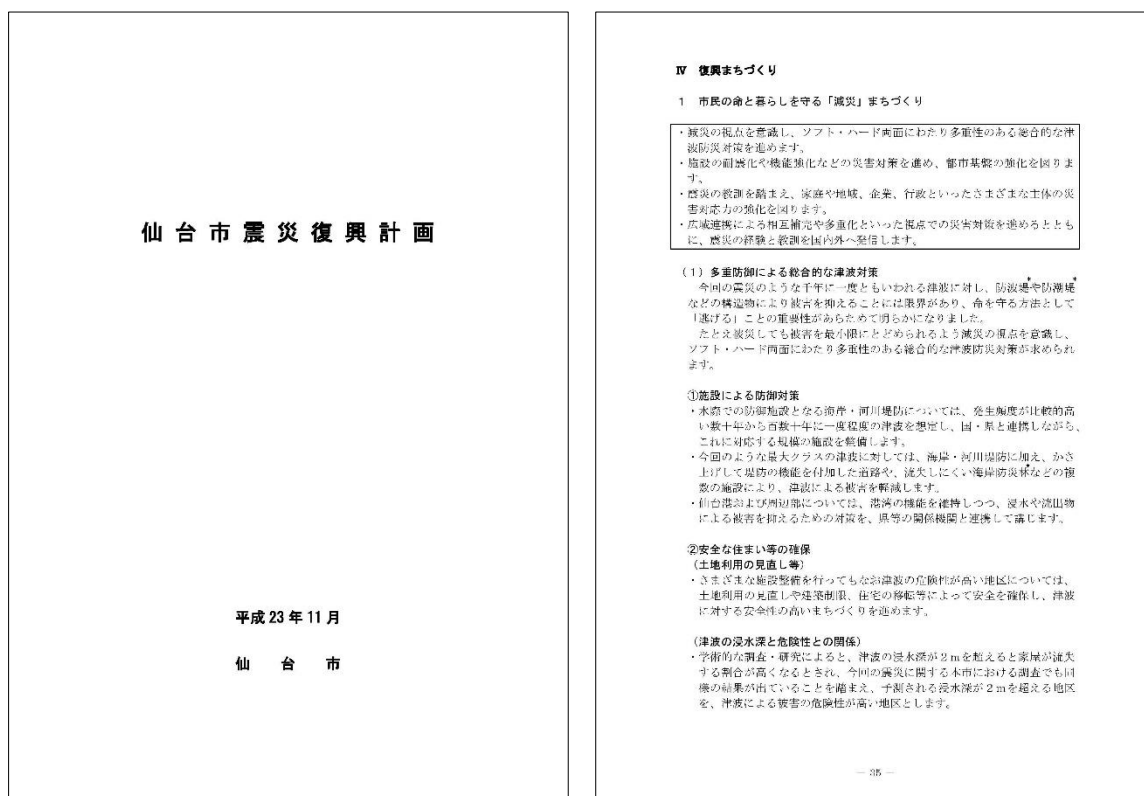 仙台市震災復興計画
平成23年11月
仙台市
Ⅳ 復興まちづくり
1 市民の命と暮らしを守る「減災」まちづくり
・減災の視点を意識し、ソフト・ハード両面にわたり多重性のある総合的な津
波防災対策を進めます。
・施設の耐震化や機能強化などの災害対策を進め、都市基盤の強化を図りま
す。
・震災の教訓を踏まえ、家庭や地域、企業、行政といったさまざまな主体の災
害対応力の強化を図ります。
・広域連携による相互補完や多重化といった視点での災害対策を進めるととも
に、震災の経験と教訓を国内外へ発信します。
(1)多重防御による総合的な津波対策
今回の震災のような千年に一度ともいわれる津波に対し、防波堤*や防潮堤*
などの構造物により被害を抑えることには限界があり、命を守る方法として
「逃げる」ことの重要性があらためて明らかになりました。
たとえ被災しても被害を最小限にとどめられるよう減災の視点を意識し、
ソフト・ハード両面にわたり多重性のある総合的な津波防災対策が求められ
ます。
①施設による防御対策
・水際での防御施設となる海岸・河川堤防については、発生頻度が比較的高
い数十年から百数十年に一度程度の津波を想定し、国・県と連携しながら、
これに対応する規模の施設を整備します。
・今回のような最大クラスの津波に対しては、海岸・河川堤防に加え、かさ
上げして堤防の機能を付加した道路や、流失しにくい海岸防災林*などの複
数の施設により、津波による被害を軽減します。
・仙台港および周辺部については、港湾の機能を維持しつつ、浸水や流出物
による被害を抑えるための対策を、県等の関係機関と連携して講じます。
②安全な住まい等の確保
(土地利用の見直し等)
・さまざまな施設整備を行ってもなお津波の危険性が高い地区については、
土地利用の見直しや建築制限、住宅の移転等によって安全を確保し、津波
に対する安全性の高いまちづくりを進めます。
(津波の浸水深と危険性との関係)
・学術的な調査・研究によると、津波の浸水深が2mを超えると家屋が流失
する割合が高くなるとされ、今回の震災に関する本市における調査でも同
様の結果が出ていることを踏まえ、予測される浸水深が2mを超える地区
を、津波による被害の危険性が高い地区とします。
― 35 ―